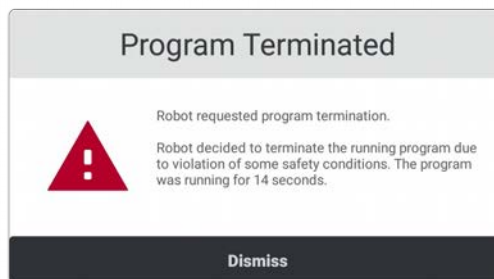 Program Terminated
Robot requested program termination.
Robot decided to terminate the running program due
to violation of some safety conditions. The program
was running for 14 seconds.
Dismiss